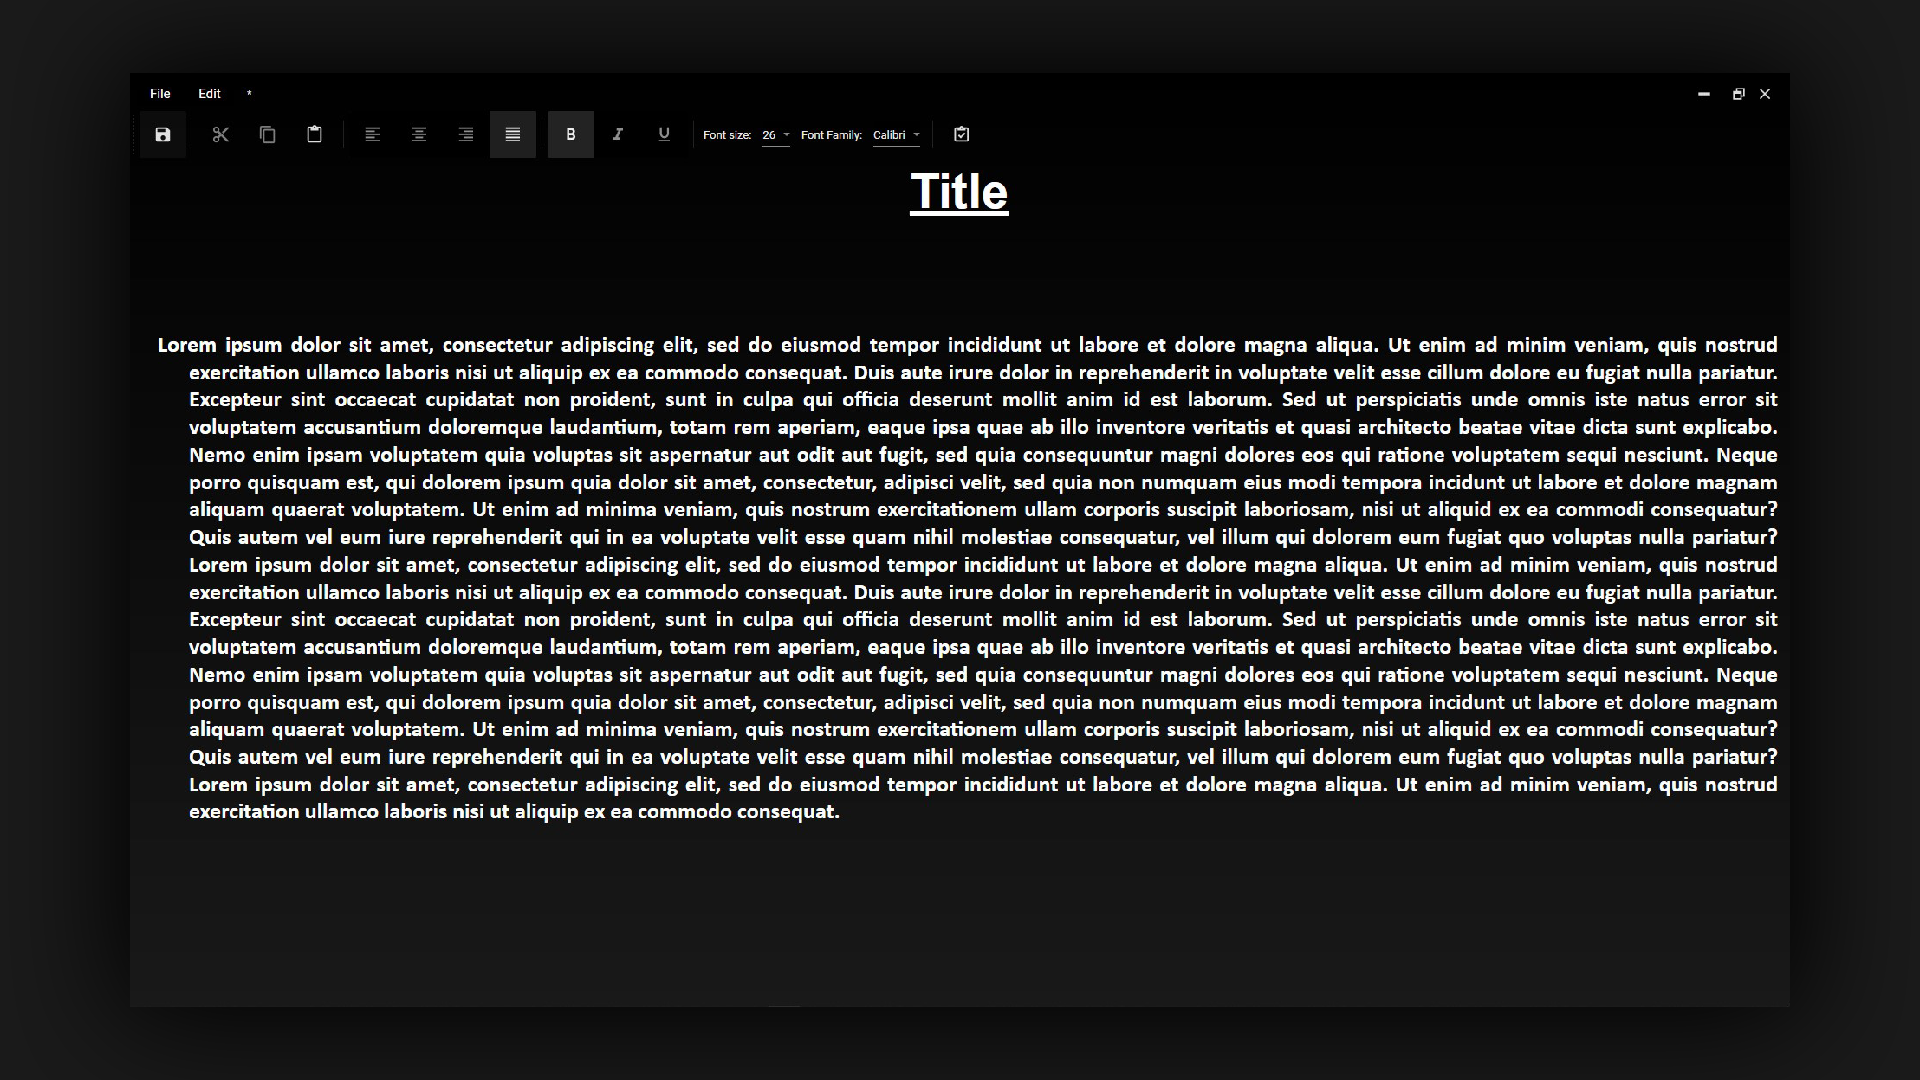 File Edit *
B I U Font size: 26 Font Family: Calibri
Title
Lorem ipsum dolor sit amet, consectetur adipiscing elit, sed do eiusmod tempor incididunt ut labore et dolore magna aliqua. Ut enim ad minim veniam, quis nostrud
exercitation ullamco laboris nisi ut aliquip ex ea commodo consequat. Duis aute irure dolor in reprehenderit in voluptate velit esse cillum dolore eu fugiat nulla pariatur.
Excepteur sint occaecat cupidatat non proident, sunt in culpa qui officia deserunt mollit anim id est laborum. Sed ut perspiciatis unde omnis iste natus error sit
voluptatem accusantium doloremque laudantium, totam rem aperiam, eaque ipsa quae ab illo inventore veritatis et quasi architecto beatae vitae dicta sunt explicabo.
Nemo enim ipsam voluptatem quia voluptas sit aspernatur aut odit aut fugit, sed quia consequuntur magni dolores eos qui ratione voluptatem sequi nesciunt. Neque
porro quisquam est, qui dolorem ipsum quia dolor sit amet, consectetur, adipisci velit, sed quia non numquam eius modi tempora incidunt ut labore et dolore magnam
aliquam quaerat voluptatem. Ut enim ad minima veniam, quis nostrum exercitationem ullam corporis suscipit laboriosam, nisi ut aliquid ex ea commodi consequatur?
Quis autem vel eum iure reprehenderit qui in ea voluptate velit esse quam nihil molestiae consequatur, vel illum qui dolorem eum fugiat quo voluptas nulla pariatur?
Lorem ipsum dolor sit amet, consectetur adipiscing elit, sed do eiusmod tempor incididunt ut labore et dolore magna aliqua. Ut enim ad minim veniam, quis nostrud
exercitation ullamco laboris nisi ut aliquip ex ea commodo consequat. Duis aute irure dolor in reprehenderit in voluptate velit esse cillum dolore eu fugiat nulla pariatur.
Excepteur sint occaecat cupidatat non proident, sunt in culpa qui officia deserunt mollit anim id est laborum. Sed ut perspiciatis unde omnis iste natus error sit
voluptatem accusantium doloremque laudantium, totam rem aperiam, eaque ipsa quae ab illo inventore veritatis et quasi architecto beatae vitae dicta sunt explicabo.
Nemo enim ipsam voluptatem quia voluptas sit aspernatur aut odit aut fugit, sed quia consequuntur magni dolores eos qui ratione voluptatem sequi nesciunt. Neque
porro quisquam est, qui dolorem ipsum quia dolor sit amet, consectetur, adipisci velit, sed quia non numquam eius modi tempora incidunt ut labore et dolore magnam
aliquam quaerat voluptatem. Ut enim ad minima veniam, quis nostrum exercitationem ullam corporis suscipit laboriosam, nisi ut aliquid ex ea commodi consequatur?
Quis autem vel eum iure reprehenderit qui in ea voluptate velit esse quam nihil molestiae consequatur, vel illum qui dolorem eum fugiat quo voluptas nulla pariatur?
Lorem ipsum dolor sit amet, consectetur adipiscing elit, sed do eiusmod tempor incididunt ut labore et dolore magna aliqua. Ut enim ad minim veniam, quis nostrud
exercitation ullamco laboris nisi ut aliquip ex ea commodo consequat.